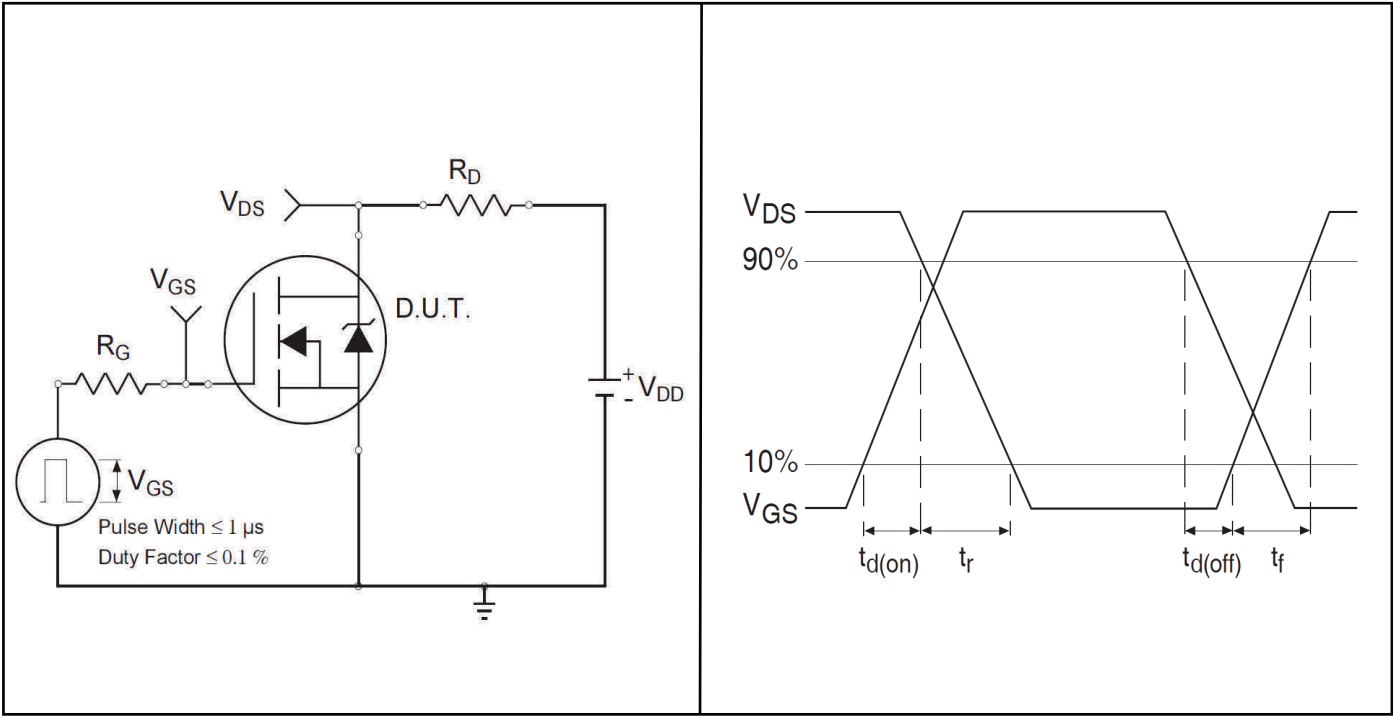 R_D
V_DS
V_GS
D.U.T.
R_G
+
V_DD
-
V_GS
Pulse Width ≤ 1 µs
Duty Factor ≤ 0.1 %
V_DS
90%
10%
V_GS
t_d(on) t_r t_d(off) t_f